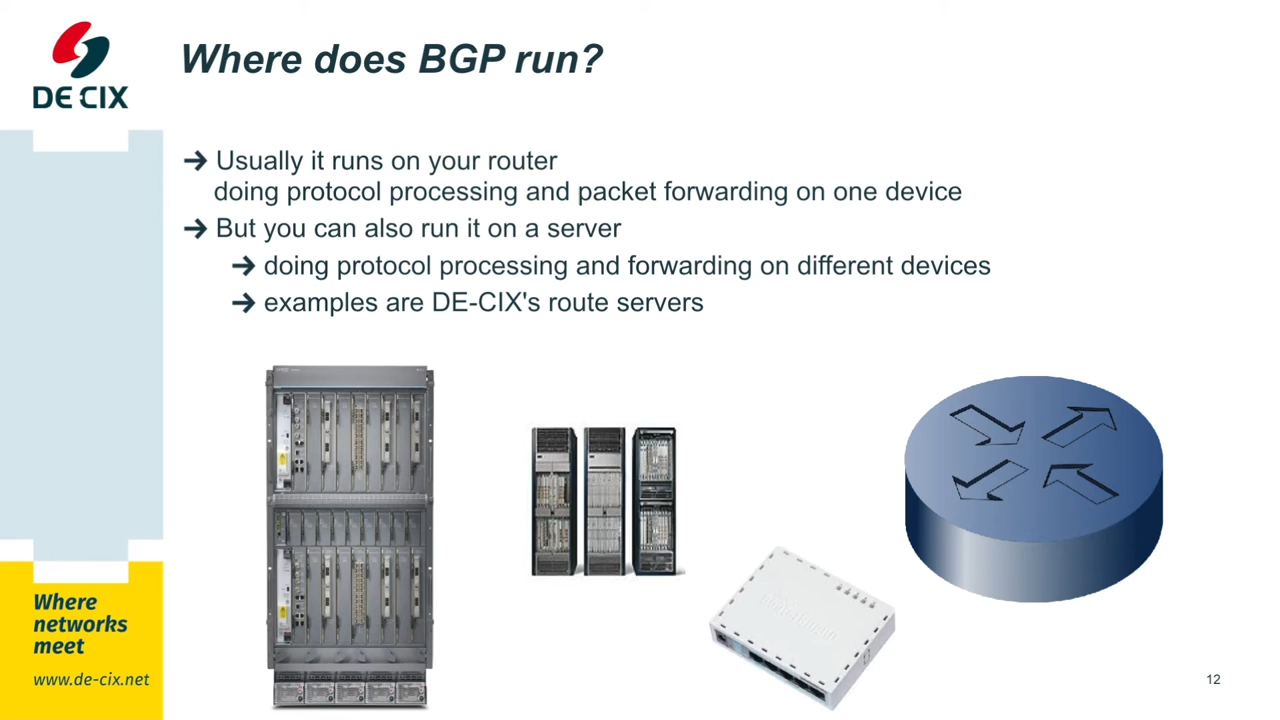 DE CIX
Where does BGP run?
→ Usually it runs on your router
doing protocol processing and packet forwarding on one device
→ But you can also run it on a server
→ doing protocol processing and forwarding on different devices
→ examples are DE-CIX's route servers
Where
networks
meet
www.de-cix.net
12